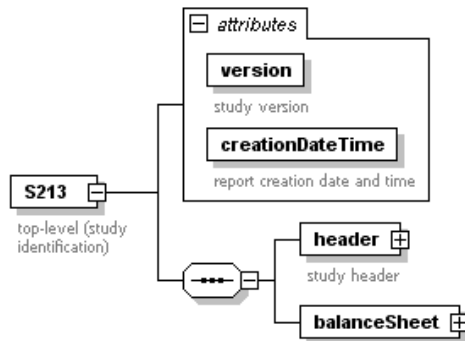 attributes
version
study version
creationDateTime
report creation date and time
S213
top-level (study
identification)
header
study header
balanceSheet